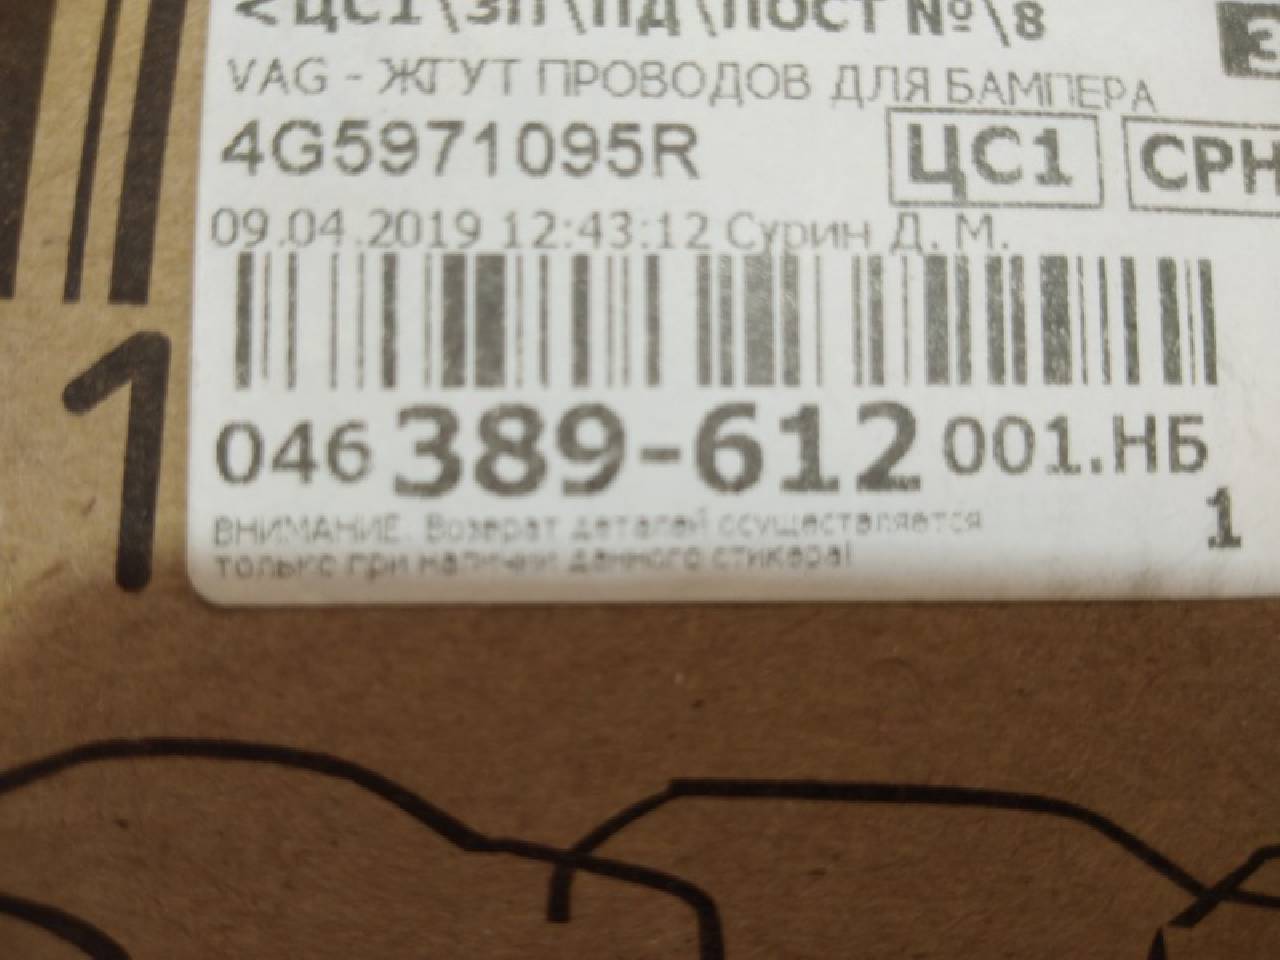 <ЦС1\ЗП\ПД\ПОСТ №\8
VAG - ЖГУТ ПРОВОДОВ ДЛЯ БАМПЕРА
4G5971095R ЦС1 СРН
09.04.2019 12:43:12 Сурин Д. М.
046 389-612 001.НБ
1
ВНИМАНИЕ. Возврат деталей осуществляется
только при наличии данного стикера!
1